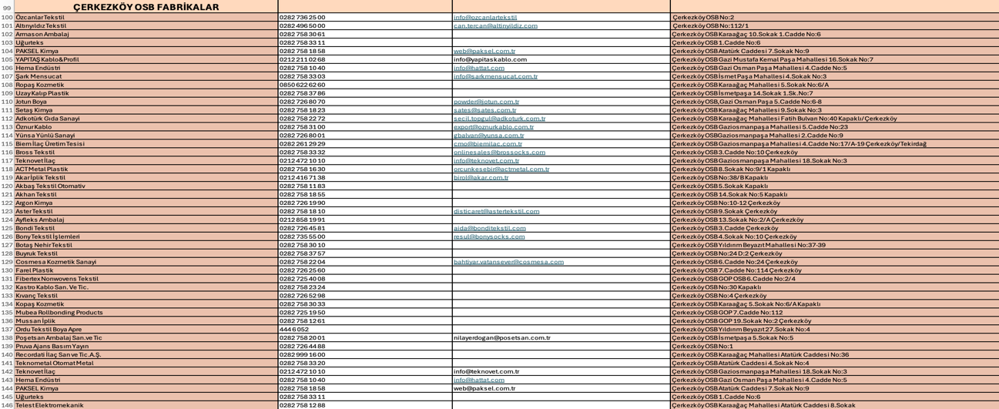 99 ÇERKEZKÖY OSB FABRİKALAR
100 Özcanlar Tekstil 0282 736 25 00 info@ozcanlartekstil Çerkezköy OSB No:2
101 Altınyıldız Tekstil 0282 496 50 00 can.tercan@altinyildiz.com Çerkezköy OSB No:112/1
102 Armason Ambalaj 0282 758 30 61 Çerkezköy OSB Karaağaç 10.Sokak 1.Cadde No:6
103 Uğurteks 0282 758 33 11 Çerkezköy OSB 1.Cadde No:6
104 PAKSEL Kimya 0282 758 18 58 web@paksel.com.tr Çerkezköy OSB Atatürk Caddesi 7.Sokak No:9
105 YAPITAŞ Kablo&Profil 0212 211 02 68 info@yapitaskablo.com Çerkezköy OSB Gazi Mustafa Kemal Paşa Mahallesi 16.Sokak No:7
106 Hema Endüstri 0282 758 10 40 info@hattat.com Çerkezköy OSB Gazi Osman Paşa Mahallesi 4.Cadde No:5
107 Şark Mensucat 0282 758 33 03 info@sarkmensucat.com.tr Çerkezköy OSB İsmet Paşa Mahallesi 4.Sokak No:3
108 Ropaş Kozmetik 0850 622 62 60 Çerkezköy OSB Karaağaç Mahallesi 5.Sokak No:6/A
109 Uzay Kalıp Plastik 0282 758 37 86 Çerkezköy OSB İsmetpaşa 14.Sokak 1.Sk.No:7
110 Jotun Boya 0282 726 80 70 powder@jotun.com.tr Çerkezköy OSB,Gazi Osman Paşa 5.Cadde No:6-8
111 Setaş Kimya 0282 758 18 23 sates@sates.com.tr Çerkezköy OSB Karaağaç Mahallesi 9.Sokak No:3
112 Adkotürk Gıda Sanayi 0282 758 22 72 secil.topgul@adkoturk.com.tr Çerkezköy OSB Karaağaç Mahallesi Fatih Bulvarı No:40 Kapaklı/Çerkezköy
113 Öznur Kablo 0282 758 31 00 export@oznurkablo.com.tr Çerkezköy OSB Gaziosmanpaşa Mahallesi 5.Cadde No:23
114 Yünsa Yünlü Sanayi 0282 726 80 01 gbalvan@yunsa.com.tr Çerkezköy OSBGaziosmanpaşa Mahallesi 2.Cadde No:9
115 Biem İlaç Üretim Tesisi 0282 261 29 29 cmo@biemilac.com.tr Çerkezköy OSB Gaziosmanpaşa Mahallesi 4.Cadde No:17/A-19 Çerkezköy/Tekirdağ
116 Bross Tekstil 0282 758 33 32 onlinesales@brossocks.com Çerkezköy OSB 3.Cadde No:10 Çerkezköy
117 Teknovet İlaç 0212 472 10 10 info@teknovet.com.tr Çerkezköy OSB Gaziosmanpaşa Mahallesi 18.Sokak No:3
118 ACT Metal Plastik 0282 758 16 30 orcunkesebir@actmetal.com.tr Çerkezköy OSB 8.Sokak No:9/1 Kapaklı
119 Akar İplik Tekstil 0212 416 71 38 birol@akar.com.tr Çerkezköy OSB No:38/B Kapaklı
120 Akbaş Tekstil Otomativ 0282 758 11 83 Çerkezköy OSB 5.Sokak Kapaklı
121 Akhan Tekstil 0282 758 18 55 Çerkezköy OSB 14.Sokak No:5 Kapaklı
122 Argon Kimya 0282 726 19 90 Çerkezköy OSB No:10-12 Çerkezköy
123 Aster Tekstil 0282 758 18 10 disticaret@astertekstil.com Çerkezköy OSB 9.Sokak Çerkezköy
124 Ayfleks Ambalaj 0212 858 19 91 Çerkezköy OSB 13.Sokak No:2/A Çerkezköy
125 Bondi Tekstil 0282 726 45 81 aida@bonditekstil.com Çerkezköy OSB 3.Cadde Çerkezköy
126 Bony Tekstil İşlemleri 0282 735 55 00 resul@bonysocks.com Çerkezköy OSB 4.Sokak No:10 Çerkezköy
127 Botaş Nehir Tekstil 0282 758 30 10 Çerkezköy OSB Yıldırım Beyazıt Mahallesi No:37-39
128 Buyruk Tekstil 0282 758 37 57 Çerkezköy OSB No:24 D:2 Çerkezköy
129 Cosmesa Kozmetik Sanayi 0282 758 22 04 bahtiyar.vatansever@cosmesa.com Çerkezköy OSB 6.Cadde No:24 Çerkezköy
130 Farel Plastik 0282 726 25 60 Çerkezköy OSB 7.Cadde No:114 Çerkezköy
131 Fibertex Nonwovens Tekstil 0282 725 40 08 Çerkezköy OSB GOP OSB 6.Cadde No:2/4
132 Kastro Kablo San. Ve Tic. 0282 758 23 24 Çerkezköy OSB No:30 Kapaklı
133 Kıvanç Tekstil 0282 726 52 98 Çerkezköy OSB No:4 Çerkezköy
134 Kopaş Kozmetik 0282 758 30 33 Çerkezköy OSB Karaağaç 5.Sokak No:6/A Kapaklı
135 Mubea Rollbonding Products 0282 725 19 50 Çerkezköy OSB GOP 7.Cadde No:112
136 Mussan İplik 0282 758 12 61 Çerkezköy OSB GOP 19.Sokak No:2 Çerkezköy
137 Ordu Tekstil Boya Apre 444 6 052 Çerkezköy OSB Yıldırım Beyazıt 27.Sokak No:4
138 Poşetsan Ambalaj San.ve Tic 0282 758 20 01 nilayerdogan@posetsan.com.tr Çerkezköy OSB İsmetpaşa 5.Sokak No:5
139 Pruva Ajans Basım Yayın 0282 726 44 88 Çerkezköy OSB No:1
140 Recordati İlaç San ve Tic.A.Ş. 0282 999 16 00 Çerkezköy OSB Karaağaç Mahallesi Atatürk Caddesi No:36
141 Teknometal Otomat Metal 0282 758 33 20 Çerkezköy OSB Atatürk Caddesi 4.Sokak No:4
142 Teknovet İlaç 0212 472 10 10 info@teknovet.com.tr Çerkezköy OSB Gaziosmanpaşa Mahallesi 18.Sokak No:3
143 Hema Endüstri 0282 758 10 40 info@hattat.com Çerkezköy OSB Gazi Osman Paşa Mahallesi 4.Cadde No:5
144 PAKSEL Kimya 0282 758 18 58 web@paksel.com.tr Çerkezköy OSB Atatürk Caddesi 7.Sokak No:9
145 Uğurteks 0282 758 33 11 Çerkezköy OSB 1.Cadde No:6
146 Telest Elektromekanik 0282 758 12 88 Çerkezköy OSB Karaağaç Mahallesi Atatürk Caddesi 8.Sokak